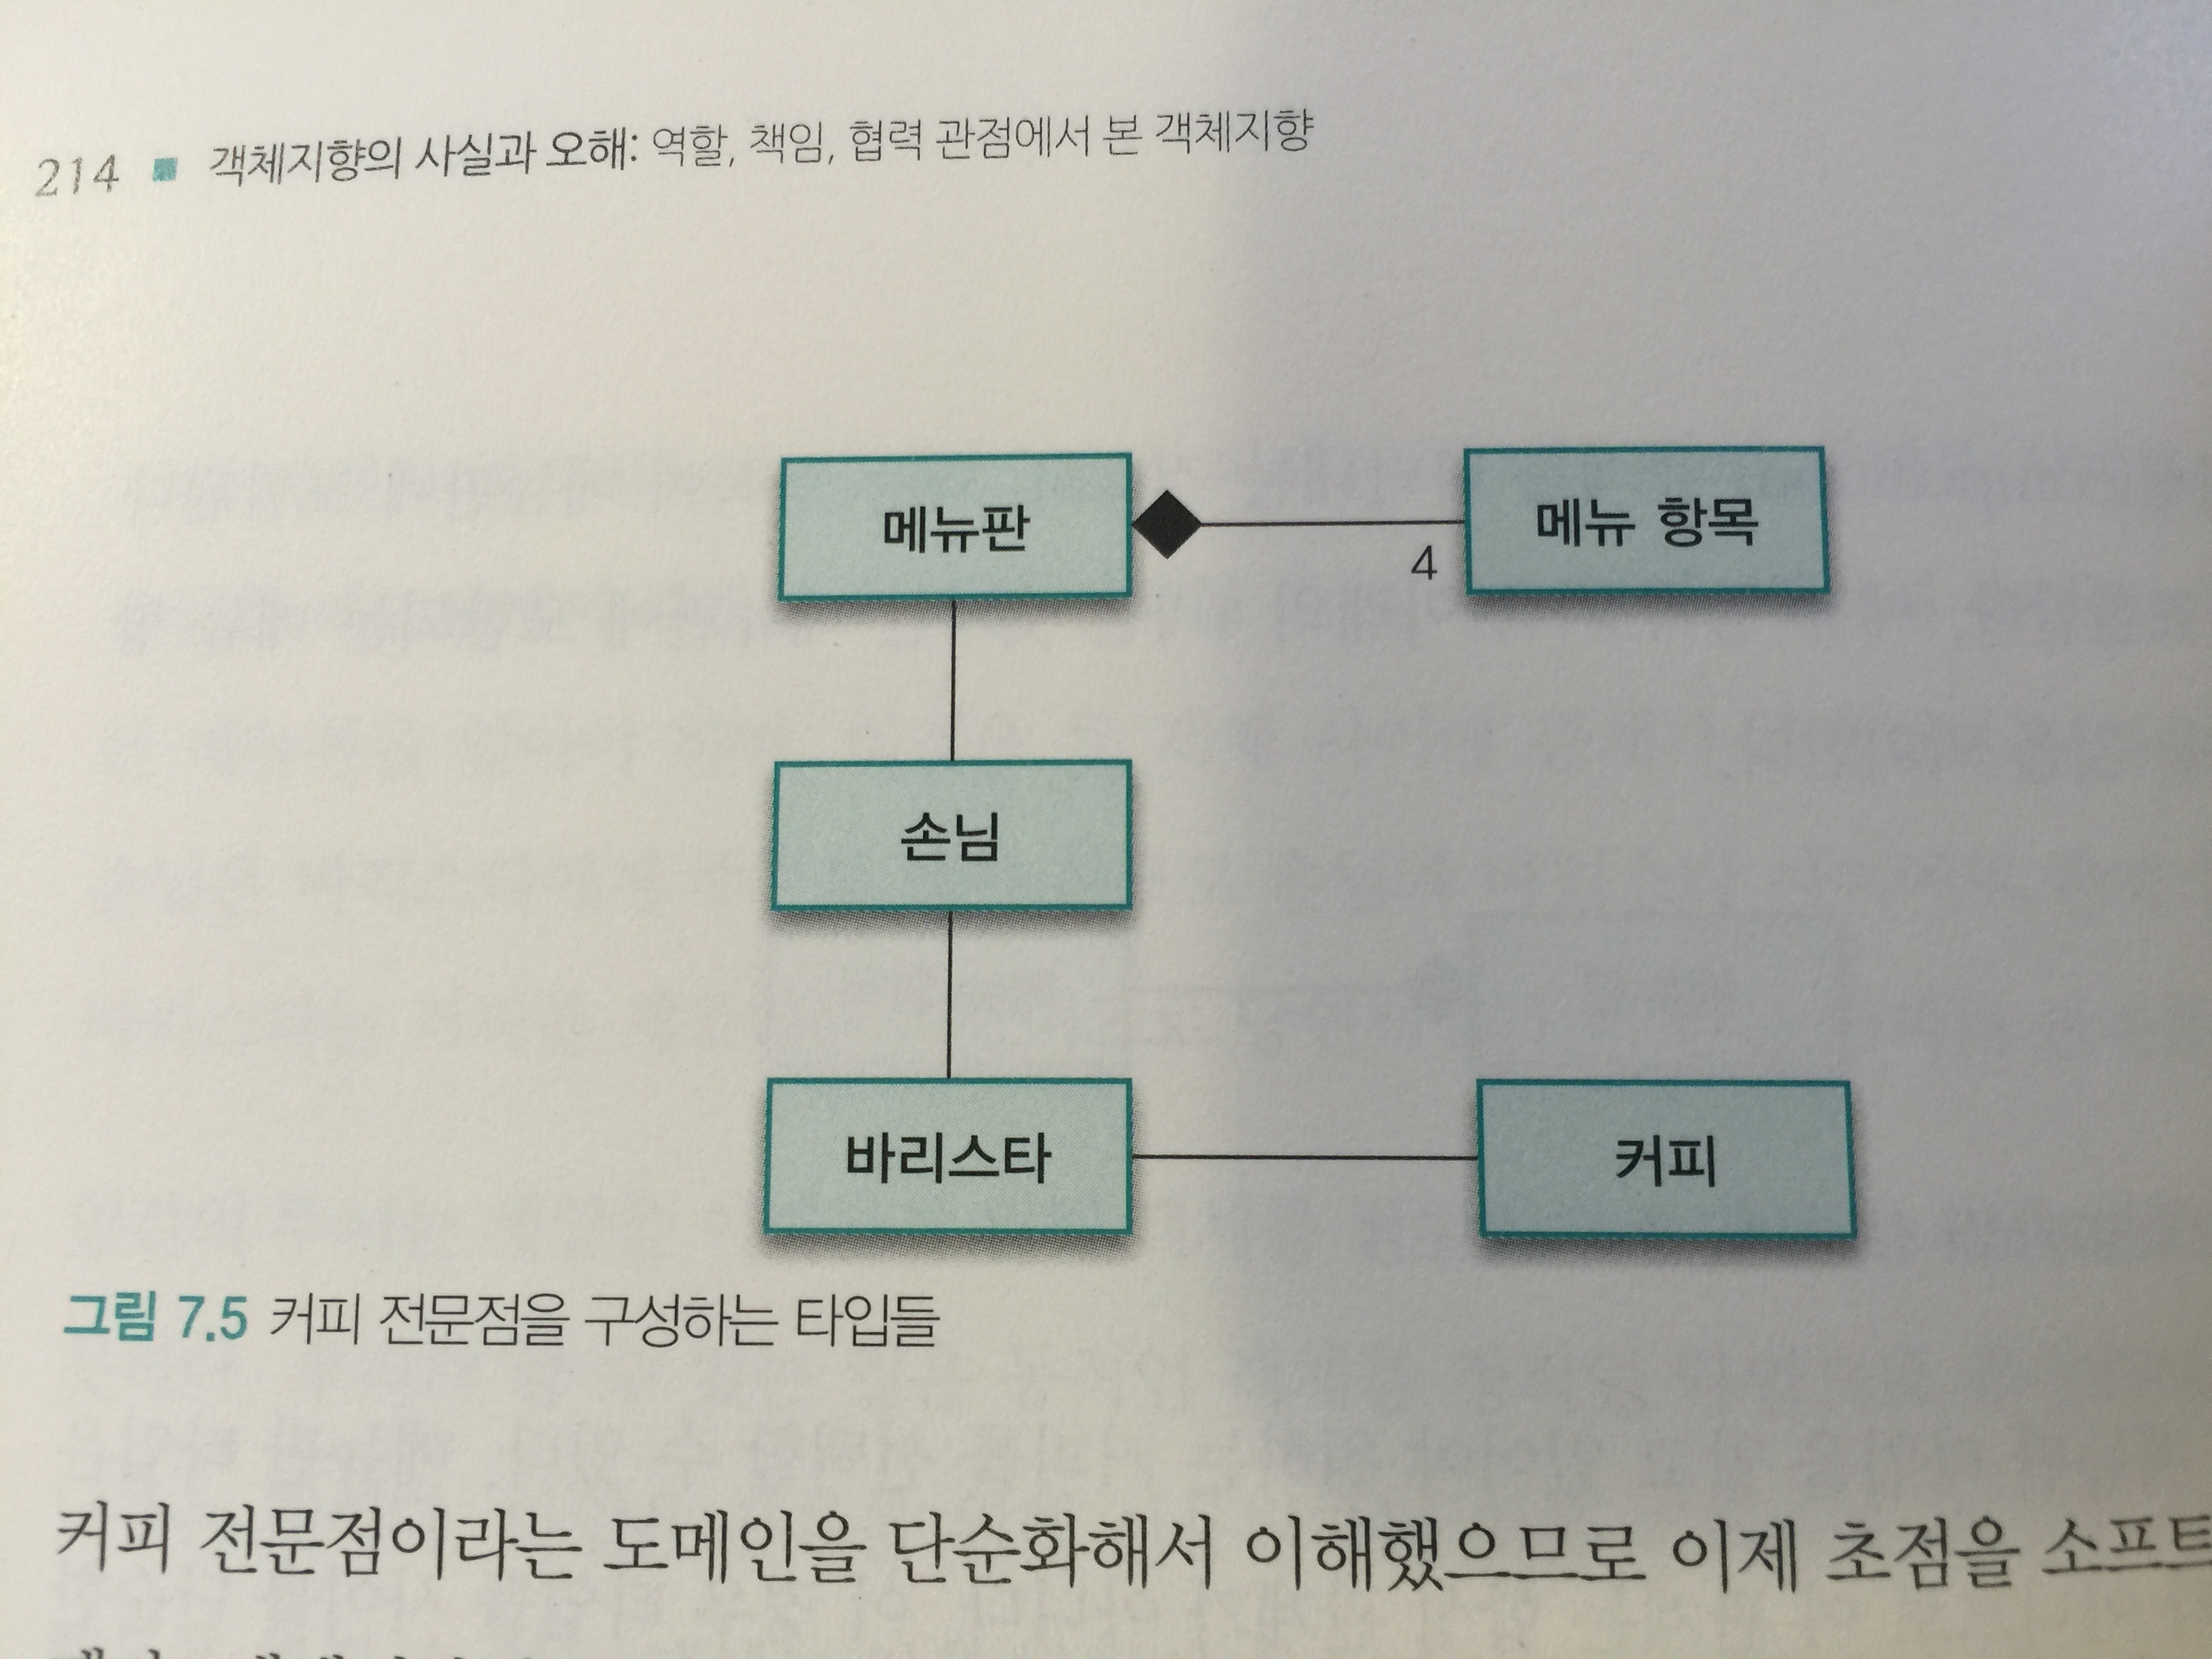 214 ■ 객체지향의 사실과 오해: 역할, 책임, 협력 관점에서 본 객체지향
메뉴판
메뉴 항목
4
손님
바리스타
커피
그림 7.5 커피 전문점을 구성하는 타입들
커피 전문점이라는 도메인을 단순화해서 이해했으므로 이제 초점을 소프트